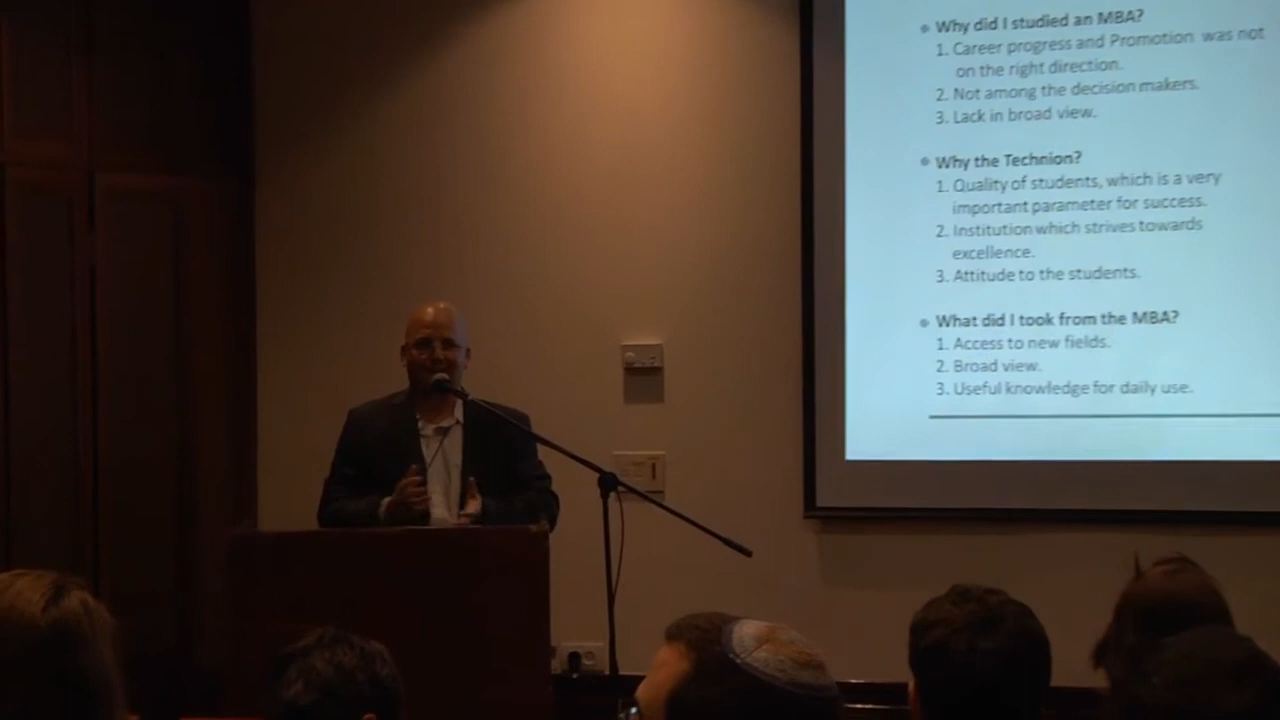 Why did I studied an MBA?
1. Career progress and Promotion was not
on the right direction.
2. Not among the decision makers.
3. Lack in broad view.
Why the Technion?
1. Quality of students, which is a very
important parameter for success.
2. Institution which strives towards
excellence.
3. Attitude to the students.
What did I took from the MBA?
1. Access to new fields.
2. Broad view.
3. Useful knowledge for daily use.